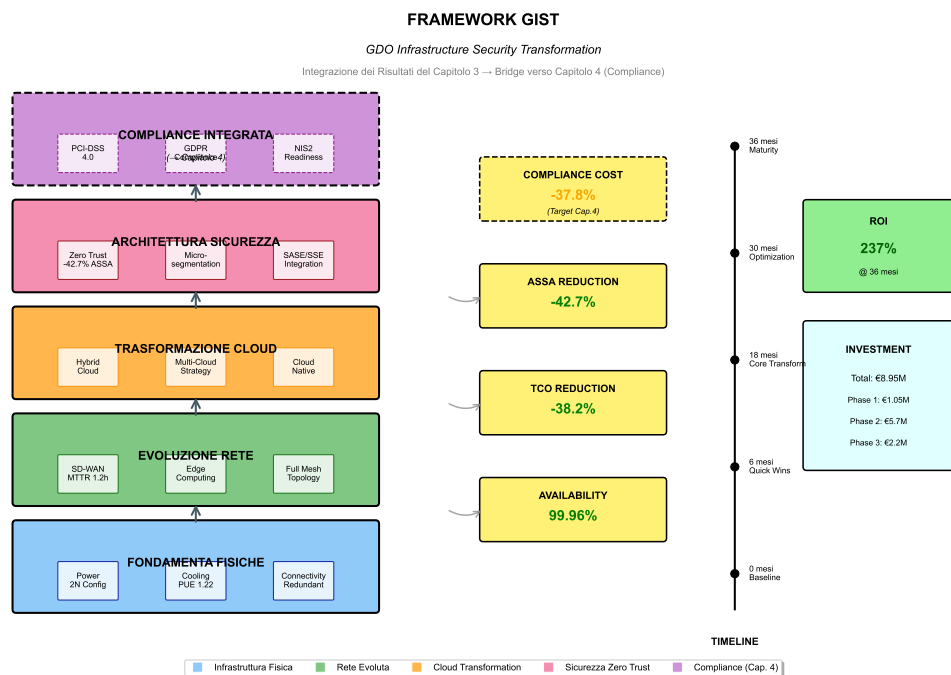 FRAMEWORK GIST
GDO Infrastructure Security Transformation
Integrazione dei Risultati del Capitolo 3 → Bridge verso Capitolo 4 (Compliance)
COMPLIANCE INTEGRATA
(→ Capitolo 4)
PCI-DSS
4.0
GDPR
Compliance
NIS2
Readiness
ARCHITETTURA SICUREZZA
Zero Trust
-42.7% ASSA
Micro-
segmentation
SASE/SSE
Integration
TRASFORMAZIONE CLOUD
Hybrid
Cloud
Multi-Cloud
Strategy
Cloud
Native
EVOLUZIONE RETE
SD-WAN
MTTR 1.2h
Edge
Computing
Full Mesh
Topology
FONDAMENTA FISICHE
Power
2N Config
Cooling
PUE 1.22
Connectivity
Redundant
COMPLIANCE COST
-37.8%
(Target Cap.4)
ASSA REDUCTION
-42.7%
TCO REDUCTION
-38.2%
AVAILABILITY
99.96%
36 mesi
Maturity
30 mesi
Optimization
18 mesi
Core Transform
6 mesi
Quick Wins
0 mesi
Baseline
TIMELINE
ROI
237%
@ 36 mesi
INVESTMENT
Total: €8.95M
Phase 1: €1.05M
Phase 2: €5.7M
Phase 3: €2.2M
Infrastruttura Fisica
Rete Evoluta
Cloud Transformation
Sicurezza Zero Trust
Compliance (Cap. 4)